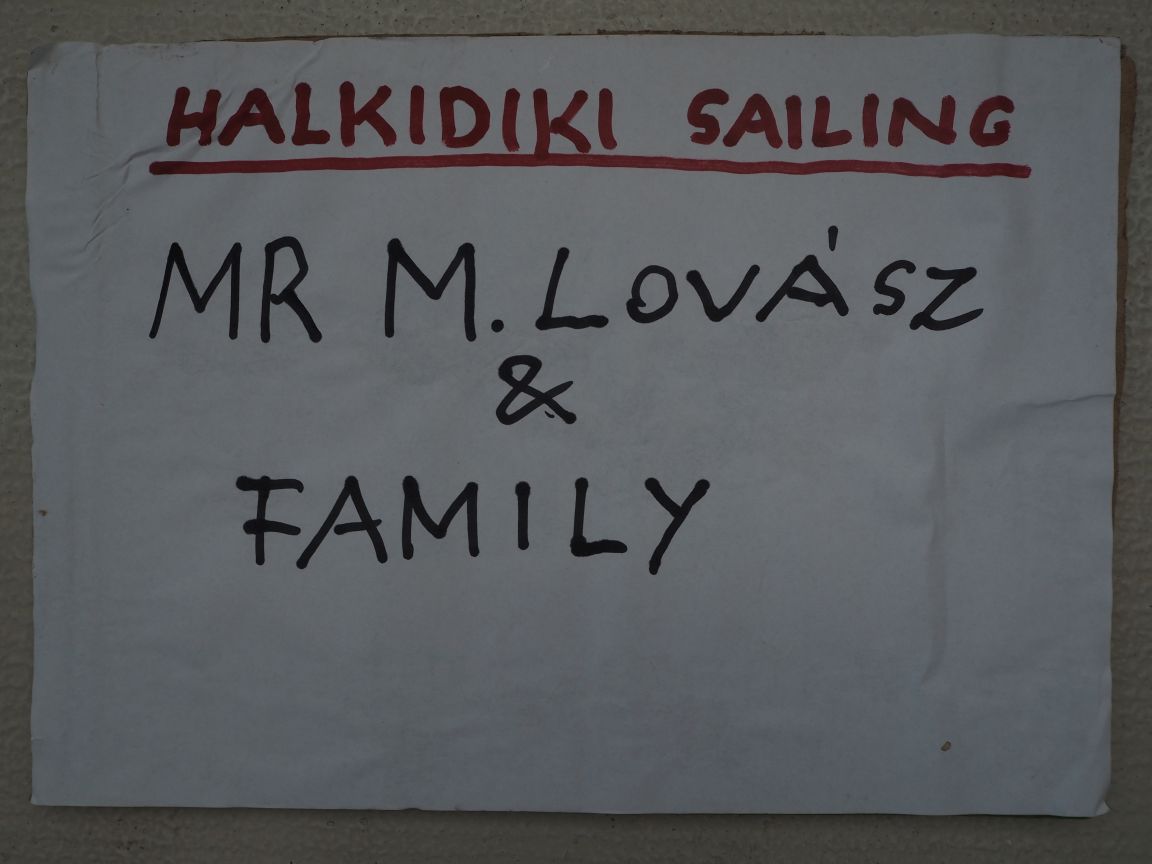 HALKIDIKI SAILING
MR M. LOVÁSZ
&
FAMILY